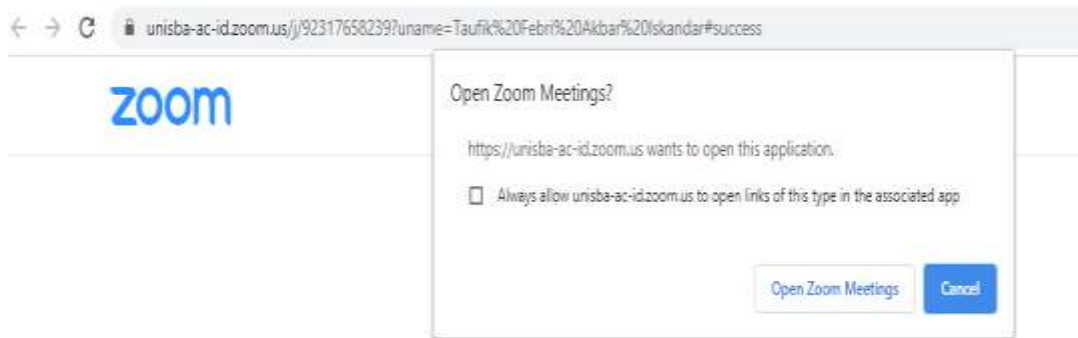 unisba-ac-id.zoom.us/j/92317658239?uname=Taufik%20Febri%20Akbar%20Iskandar#success
zoom
Open Zoom Meetings?
https://unisba-ac-id.zoom.us wants to open this application.
Always allow unisba-ac-id.zoom.us to open links of this type in the associated app
Open Zoom Meetings
Cancel